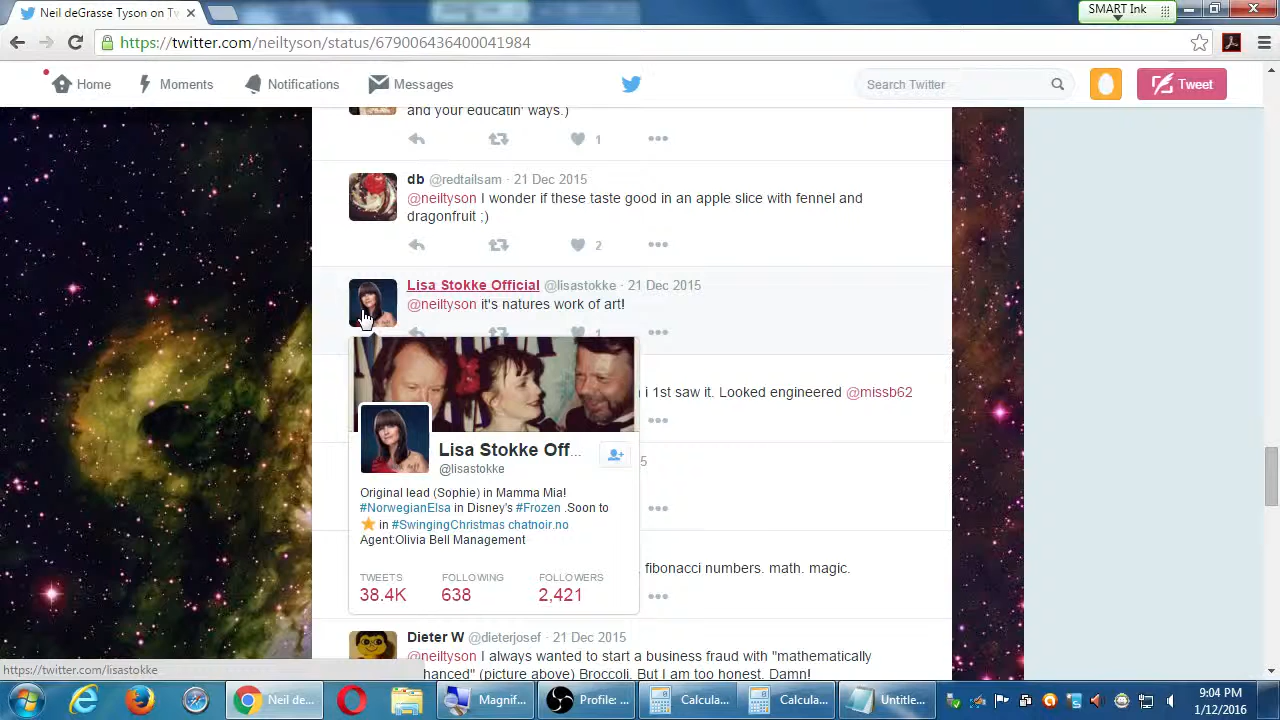 Neil deGrasse Tyson on Tw
SMART Ink
https://twitter.com/neiltyson/status/679006436400041984
Home Moments Notifications Messages Search Twitter Tweet
and your educatin' ways.)
1
db @redtailsam · 21 Dec 2015
@neiltyson I wonder if these taste good in an apple slice with fennel and
dragonfruit ;)
2
Lisa Stokke Official @lisastokke · 21 Dec 2015
@neiltyson it's natures work of art!
1
i 1st saw it. Looked engineered @missb62
Lisa Stokke Off...
@lisastokke
5
Original lead (Sophie) in Mamma Mia!
#NorwegianElsa in Disney's #Frozen .Soon to
in #SwingingChristmas chatnoir.no
Agent:Olivia Bell Management
fibonacci numbers. math. magic.
TWEETS FOLLOWING FOLLOWERS
38.4K 638 2,421
Dieter W @dieterjosef · 21 Dec 2015
@neiltyson I always wanted to start a business fraud with "mathematically
hanced" (picture above) Broccoli. But I am too honest. Damn!
https://twitter.com/lisastokke
Neil de... Magnif... Profile: ... Calcula... Calcula... Untitle...
9:04 PM
1/12/2016